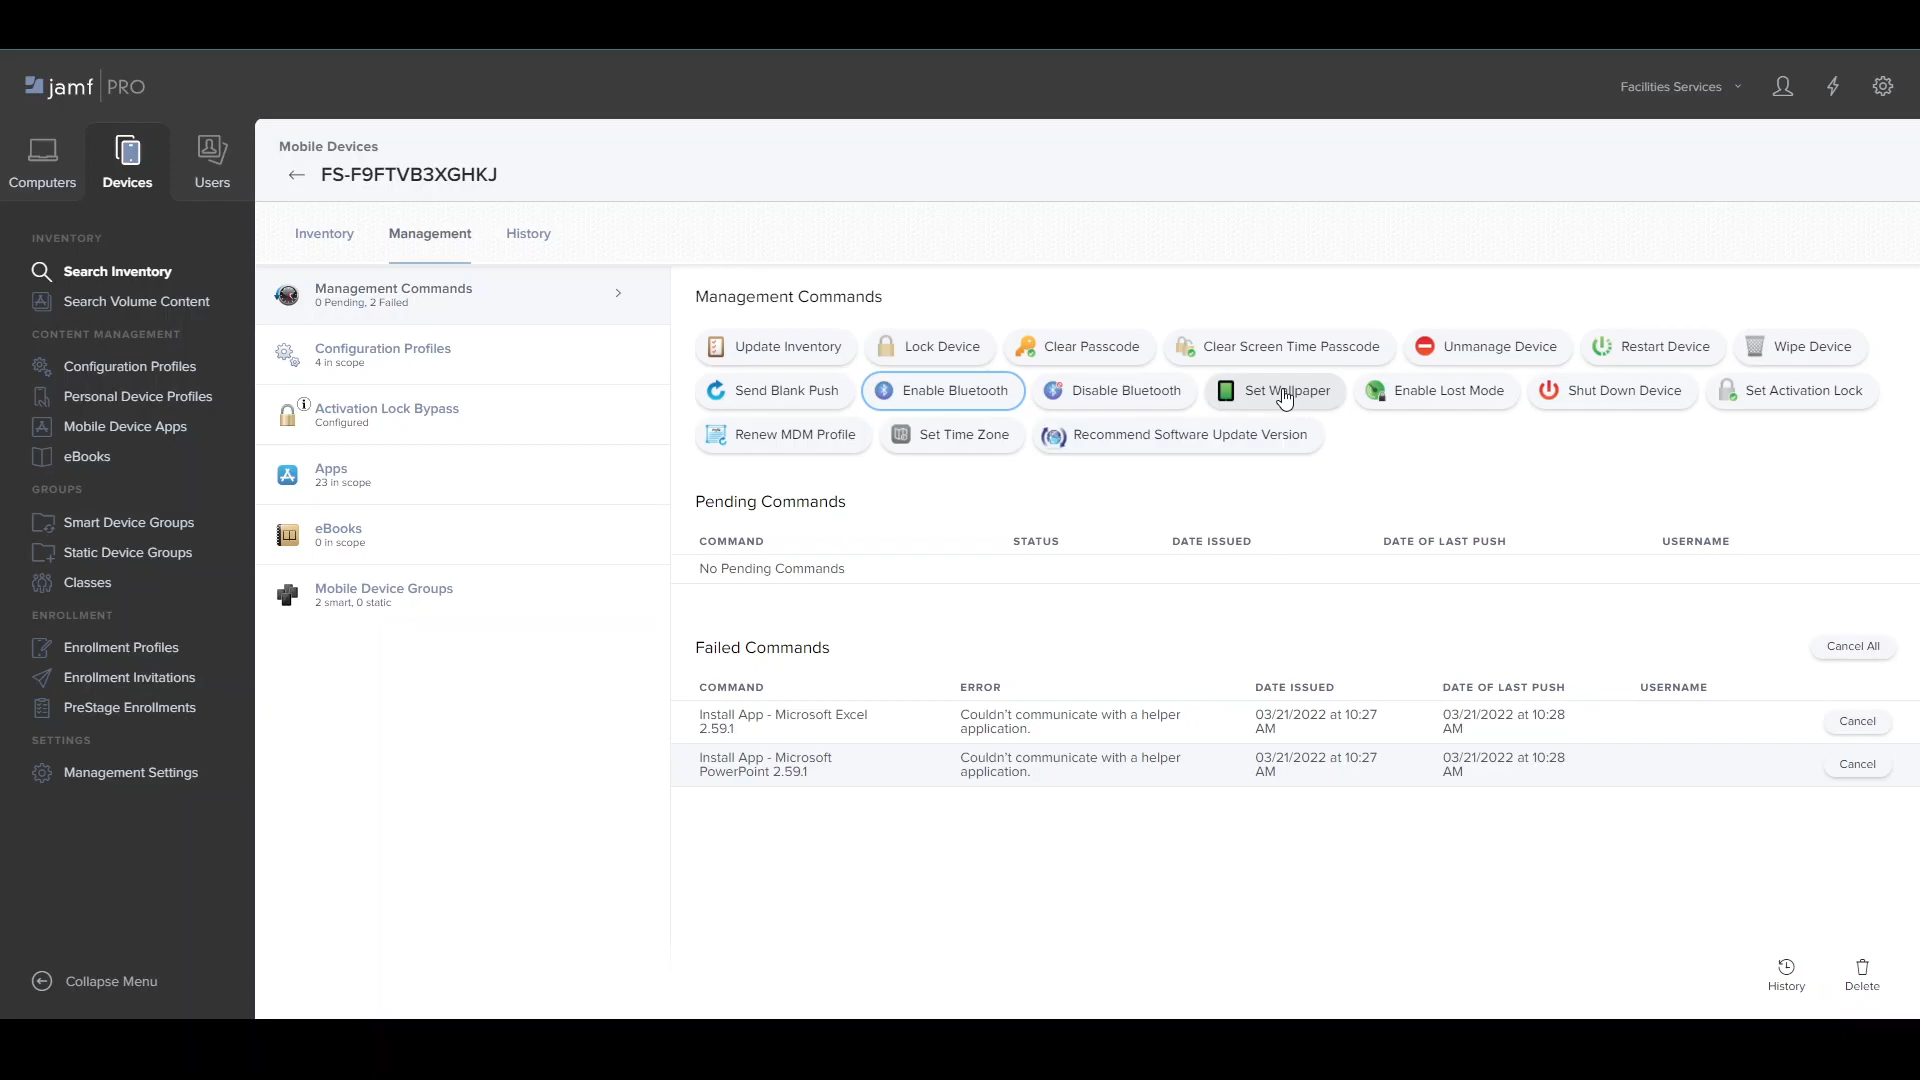 jamf PRO
Facilities Services
Computers
Devices
Users
Mobile Devices
FS-F9FTVB3XGHKJ
Inventory
Management
History
INVENTORY
Search Inventory
Search Volume Content
CONTENT MANAGEMENT
Configuration Profiles
Personal Device Profiles
Mobile Device Apps
eBooks
GROUPS
Smart Device Groups
Static Device Groups
Classes
ENROLLMENT
Enrollment Profiles
Enrollment Invitations
PreStage Enrollments
SETTINGS
Management Settings
Collapse Menu
Management Commands
0 Pending, 2 Failed
Configuration Profiles
4 in scope
Activation Lock Bypass
Configured
Apps
23 in scope
eBooks
0 in scope
Mobile Device Groups
2 smart, 0 static
Management Commands
Update Inventory
Lock Device
Clear Passcode
Clear Screen Time Passcode
Unmanage Device
Restart Device
Wipe Device
Send Blank Push
Enable Bluetooth
Disable Bluetooth
Set Wallpaper
Enable Lost Mode
Shut Down Device
Set Activation Lock
Renew MDM Profile
Set Time Zone
Recommend Software Update Version
Pending Commands
COMMAND STATUS DATE ISSUED DATE OF LAST PUSH USERNAME
No Pending Commands
Failed Commands
Cancel All
COMMAND ERROR DATE ISSUED DATE OF LAST PUSH USERNAME
Install App - Microsoft Excel Couldn't communicate with a helper 03/21/2022 at 10:27 03/21/2022 at 10:28
2.59.1 application. AM AM
Cancel
Install App - Microsoft Couldn't communicate with a helper 03/21/2022 at 10:27 03/21/2022 at 10:28
PowerPoint 2.59.1 application. AM AM
Cancel
History
Delete